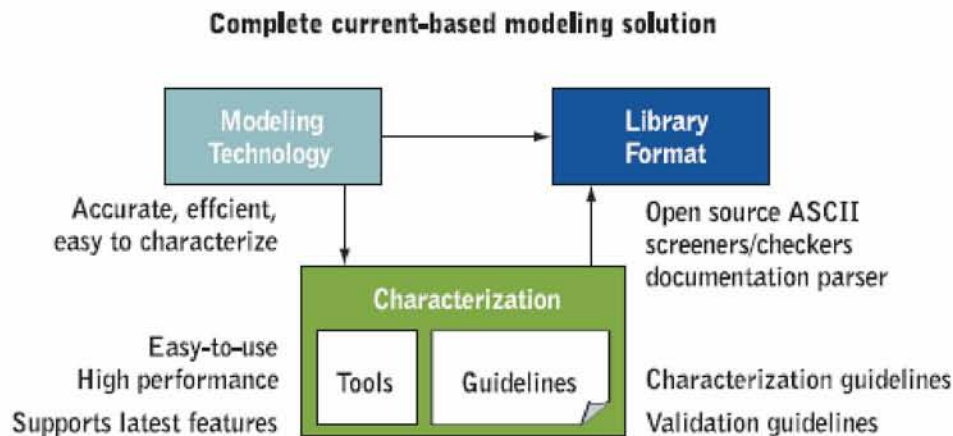 Complete current-based modeling solution
Modeling
Technology
Library
Format
Accurate, effcient,
easy to characterize
Open source ASCII
screeners/checkers
documentation parser
Characterization
Easy-to-use
High performance
Supports latest features
Tools
Guidelines
Characterization guidelines
Validation guidelines